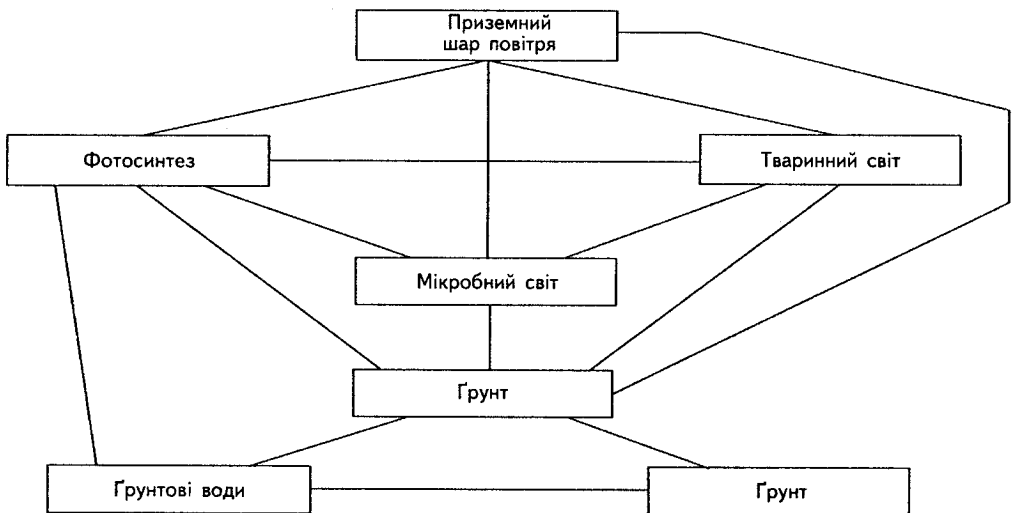 Приземний
шар повітря
Фотосинтез
Тваринний світ
Мікробний світ
Ґрунт
Ґрунтові води
Ґрунт